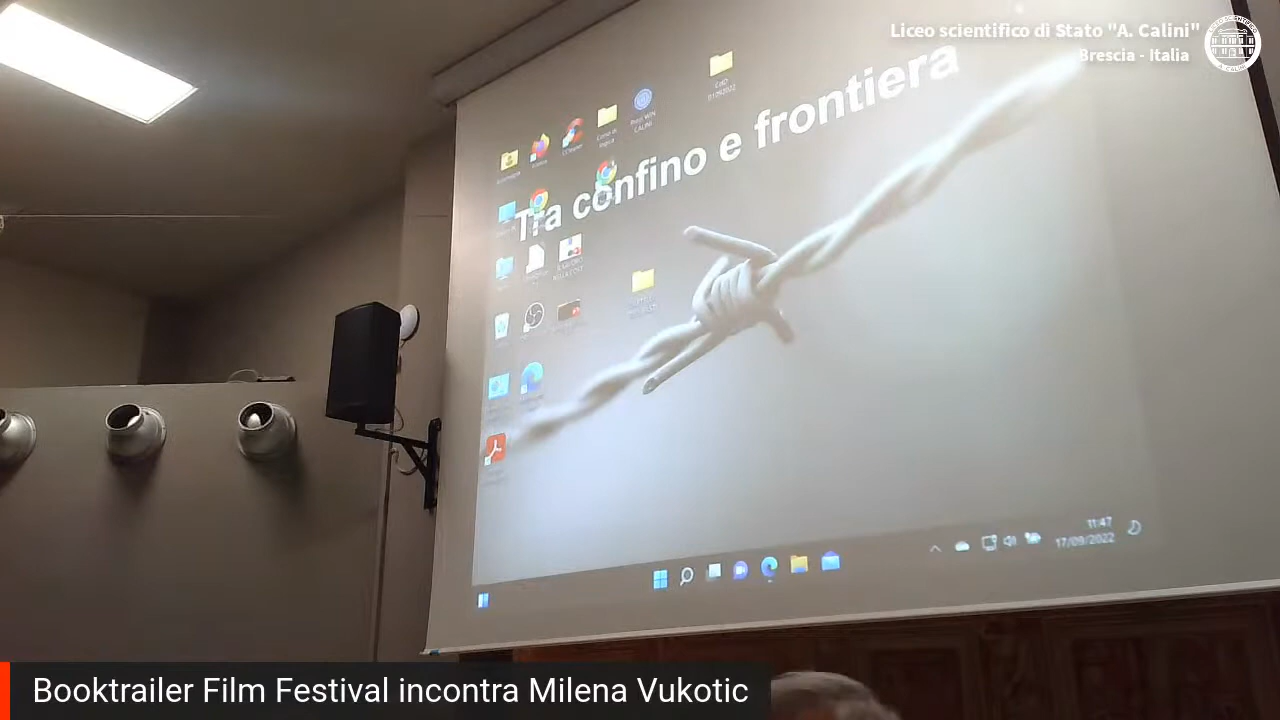 Liceo scientifico di Stato "A. Calini"
Brescia - Italia
Tra confino e frontiera
11:47
17/09/2022
Booktrailer Film Festival incontra Milena Vukotic